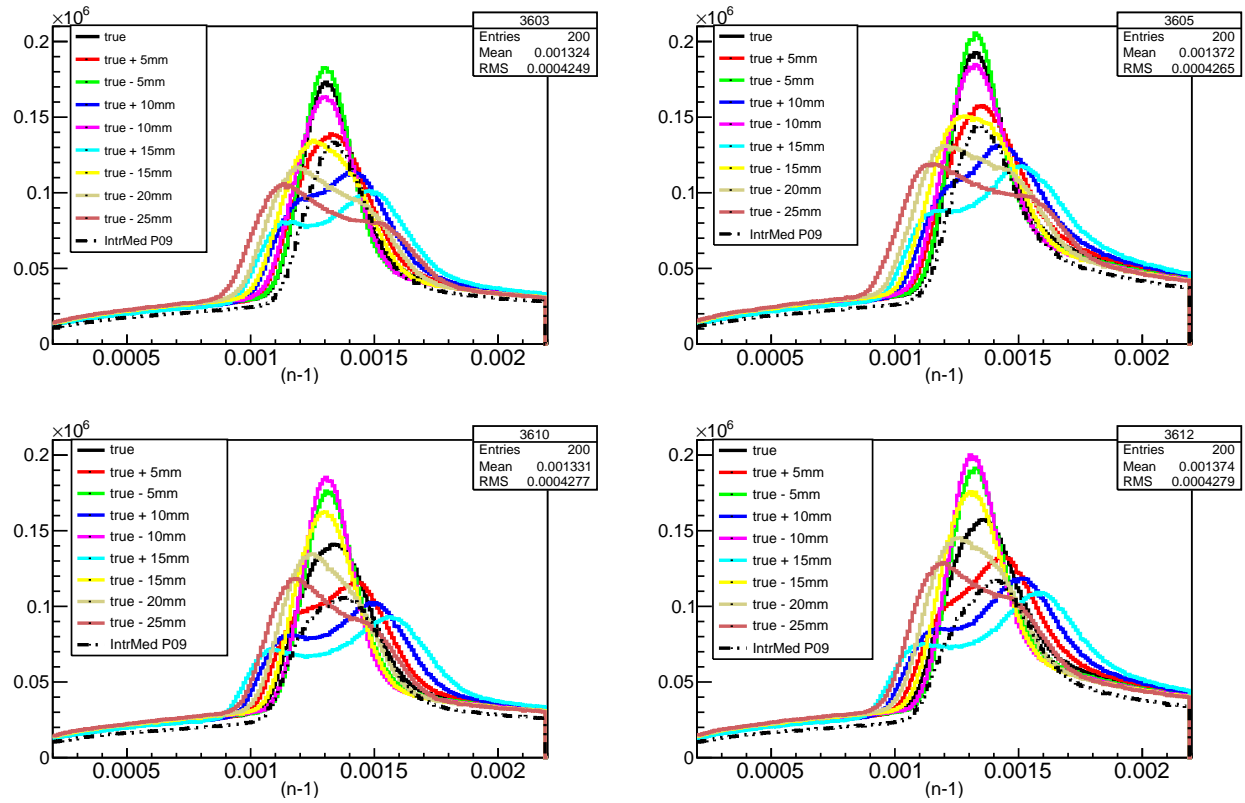 ×10⁶
0.2
0.15
0.1
0.05
0
true
true + 5mm
true - 5mm
true + 10mm
true - 10mm
true + 15mm
true - 15mm
true - 20mm
true - 25mm
IntrMed P09
3603
Entries 200
Mean 0.001324
RMS 0.0004249
0.0005 0.001 0.0015 0.002
(n-1)
×10⁶
0.2
0.15
0.1
0.05
0
true
true + 5mm
true - 5mm
true + 10mm
true - 10mm
true + 15mm
true - 15mm
true - 20mm
true - 25mm
IntrMed P09
3605
Entries 200
Mean 0.001372
RMS 0.0004265
0.0005 0.001 0.0015 0.002
(n-1)
×10⁶
0.2
0.15
0.1
0.05
0
true
true + 5mm
true - 5mm
true + 10mm
true - 10mm
true + 15mm
true - 15mm
true - 20mm
true - 25mm
IntrMed P09
3610
Entries 200
Mean 0.001331
RMS 0.0004277
0.0005 0.001 0.0015 0.002
(n-1)
×10⁶
0.2
0.15
0.1
0.05
0
true
true + 5mm
true - 5mm
true + 10mm
true - 10mm
true + 15mm
true - 15mm
true - 20mm
true - 25mm
IntrMed P09
3612
Entries 200
Mean 0.001374
RMS 0.0004279
0.0005 0.001 0.0015 0.002
(n-1)